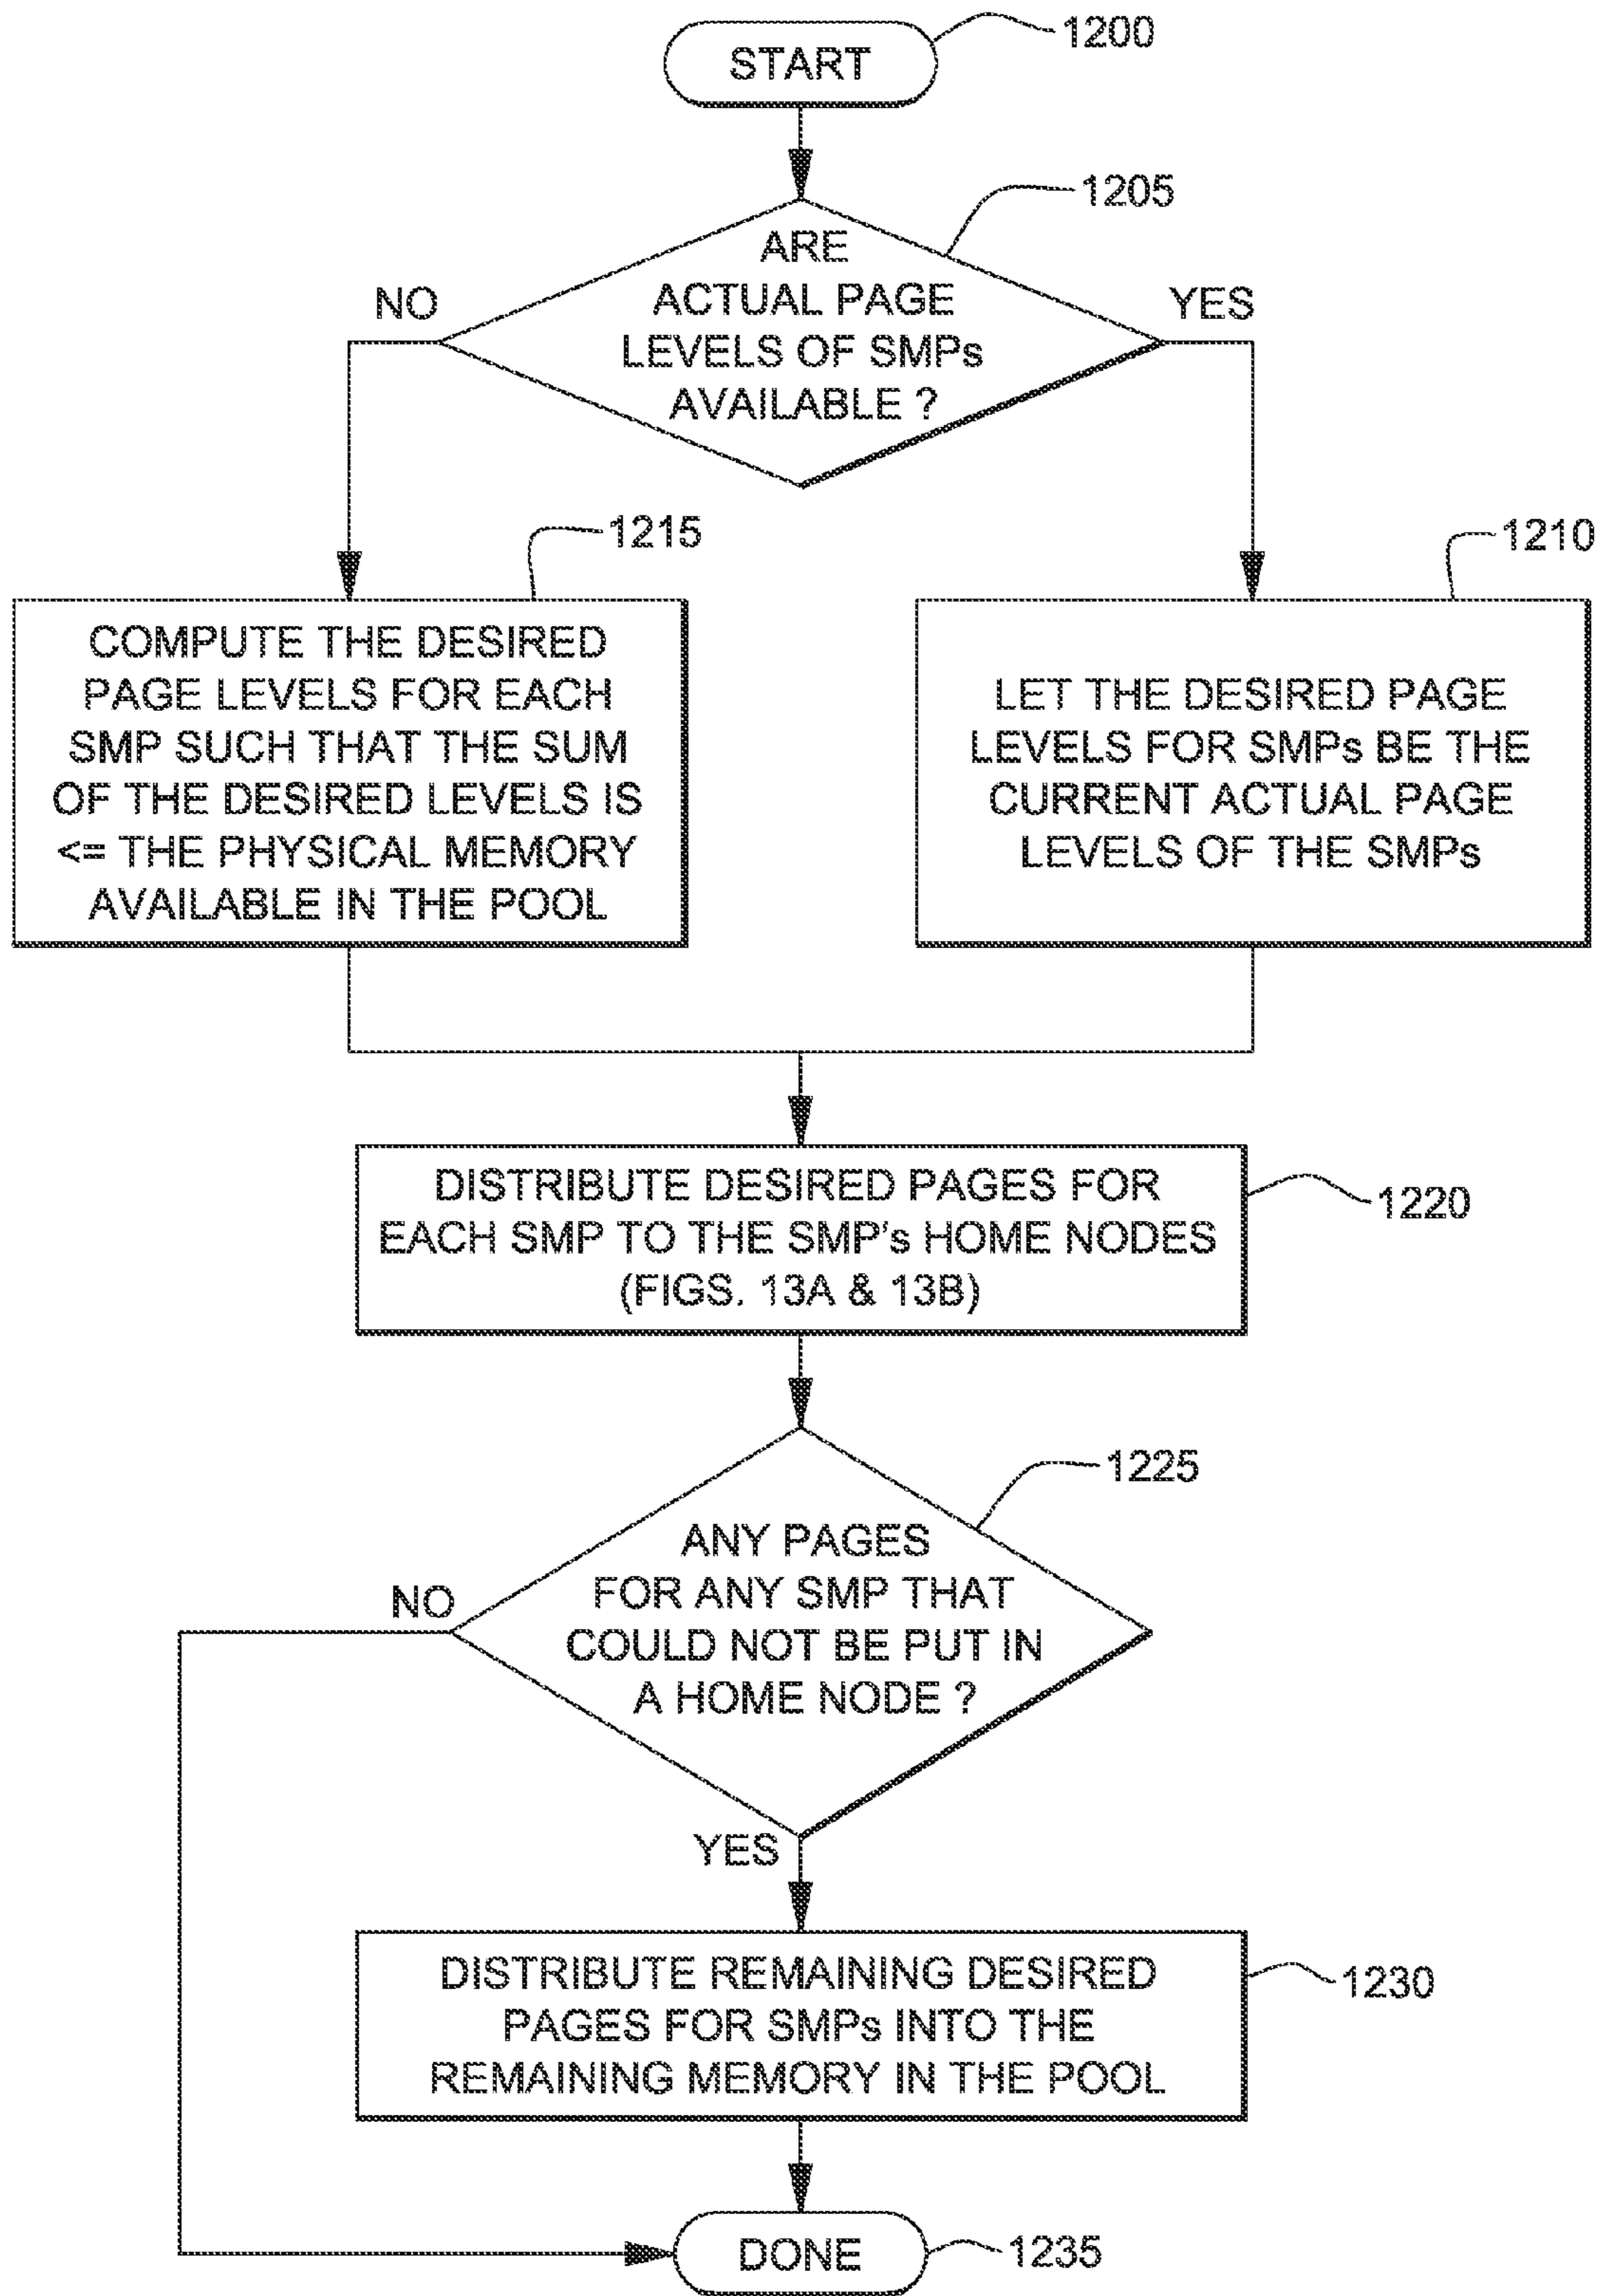 START
1200
1205
ARE
ACTUAL PAGE
LEVELS OF SMPs
AVAILABLE ?
NO
YES
1215
1210
COMPUTE THE DESIRED
PAGE LEVELS FOR EACH
SMP SUCH THAT THE SUM
OF THE DESIRED LEVELS IS
<= THE PHYSICAL MEMORY
AVAILABLE IN THE POOL
LET THE DESIRED PAGE
LEVELS FOR SMPs BE THE
CURRENT ACTUAL PAGE
LEVELS OF THE SMPs
DISTRIBUTE DESIRED PAGES FOR
EACH SMP TO THE SMP's HOME NODES
(FIGS. 13A & 13B)
1220
1225
ANY PAGES
FOR ANY SMP THAT
COULD NOT BE PUT IN
A HOME NODE ?
NO
YES
DISTRIBUTE REMAINING DESIRED
PAGES FOR SMPs INTO THE
REMAINING MEMORY IN THE POOL
1230
DONE
1235